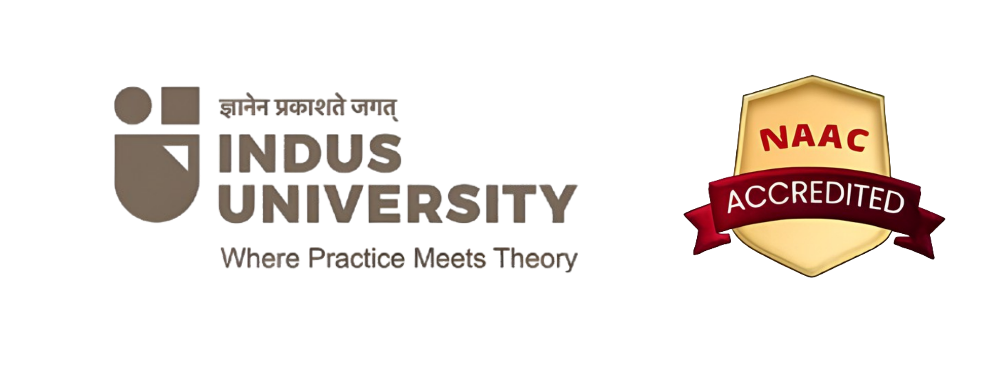 ज्ञानेन प्रकाशते जगत्
INDUS
UNIVERSITY
Where Practice Meets Theory
NAAC
ACCREDITED